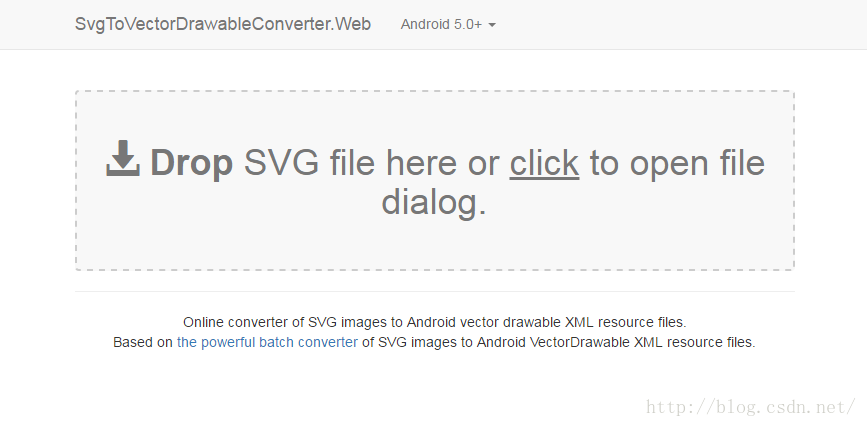 SvgToVectorDrawableConverter.Web Android 5.0+
Drop SVG file here or click to open file
dialog.
Online converter of SVG images to Android vector drawable XML resource files.
Based on the powerful batch converter of SVG images to Android VectorDrawable XML resource files.
http://blog.csdn.net/